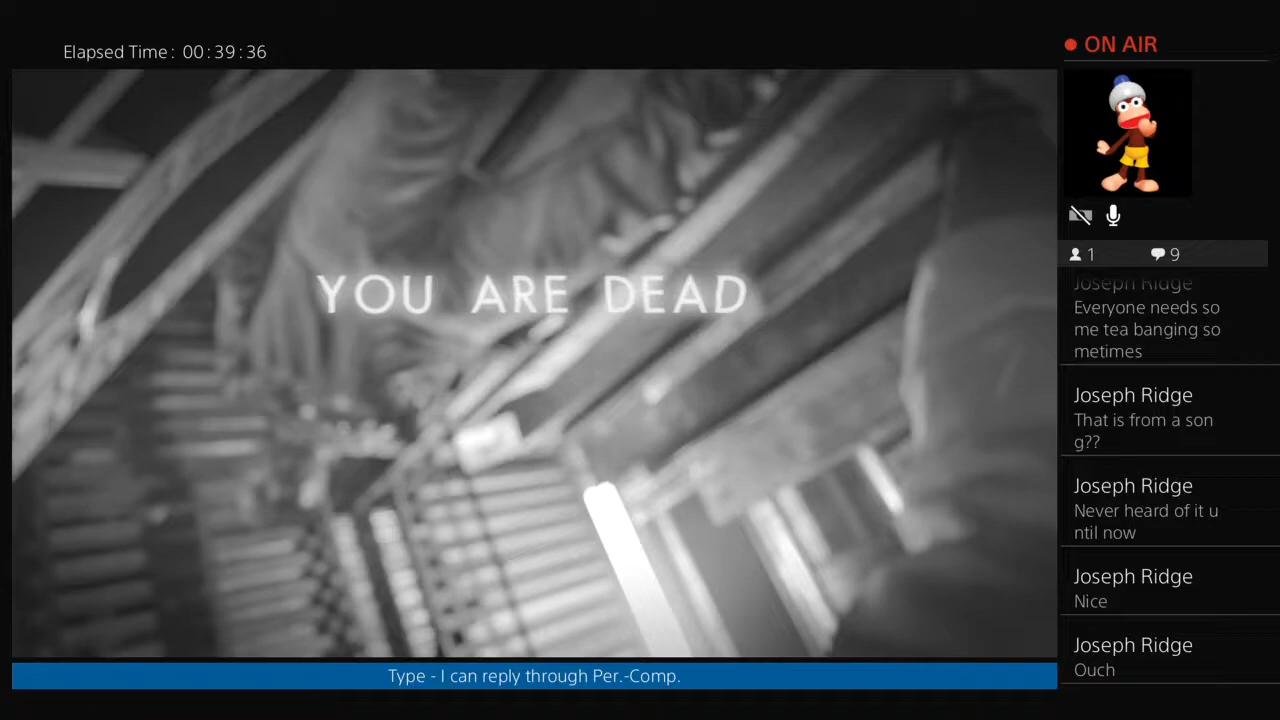 Elapsed Time: 00:39:36
ON AIR
1 9
YOU ARE DEAD
Joseph Ridge
Everyone needs so
me tea banging so
metimes
Joseph Ridge
That is from a son
g??
Joseph Ridge
Never heard of it u
ntil now
Joseph Ridge
Nice
Joseph Ridge
Ouch
Type - I can reply through Per.-Comp.